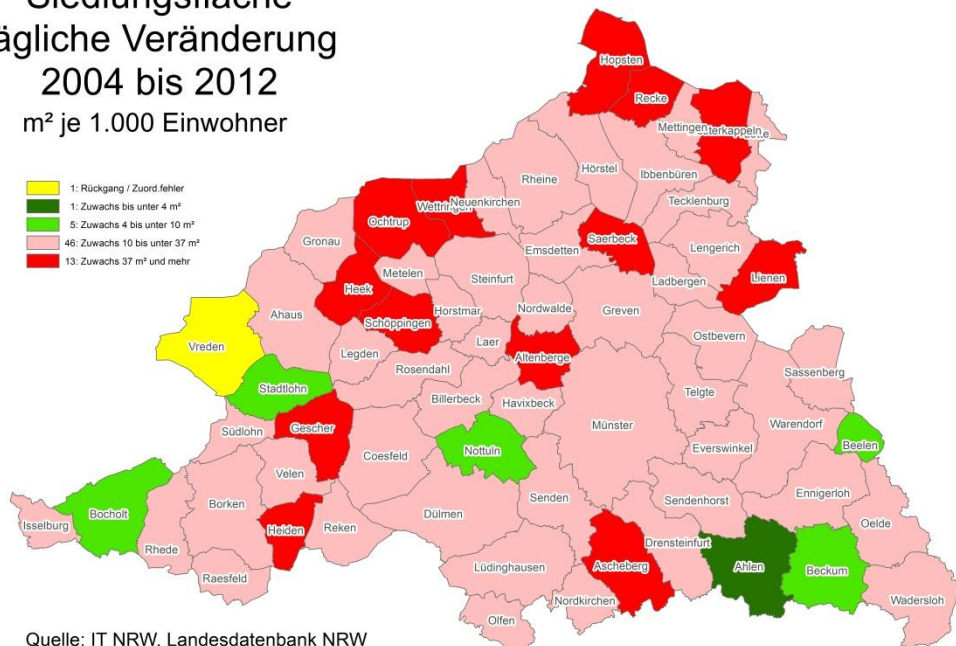 Siedlungsfläche
ägliche Veränderung
2004 bis 2012
m² je 1.000 Einwohner
1: Rückgang / Zuord.fehler
1: Zuwachs bis unter 4 m²
5: Zuwachs 4 bis unter 10 m²
46: Zuwachs 10 bis unter 37 m²
13: Zuwachs 37 m² und mehr
Hopsten
Recke
Mettingen
terkappeln
Hörstel
Ibbenbüren
Rheine
Tecklenburg
Wettringen
Neuenkirchen
Ochtrup
Gronau
Emsdetten
Saerbeck
Lengerich
Metelen
Steinfurt
Ladbergen
Lienen
Heek
Ahaus
Schöppingen
Horstmar
Nordwalde
Greven
Ostbevern
Vreden
Legden
Laer
Altenberge
Rosendahl
Sassenberg
Stadtlohn
Billerbeck
Havixbeck
Telgte
Münster
Warendorf
Südlohn
Gescher
Coesfeld
Nottuln
Everswinkel
Beelen
Velen
Senden
Sendenhorst
Ennigerloh
Isselburg
Bocholt
Borken
Dülmen
Oelde
Rhede
Heiden
Reken
Drensteinfurt
Raesfeld
Lüdinghausen
Ascheberg
Ahlen
Beckum
Nordkirchen
Wadersloh
Olfen
Quelle: IT NRW, Landesdatenbank NRW